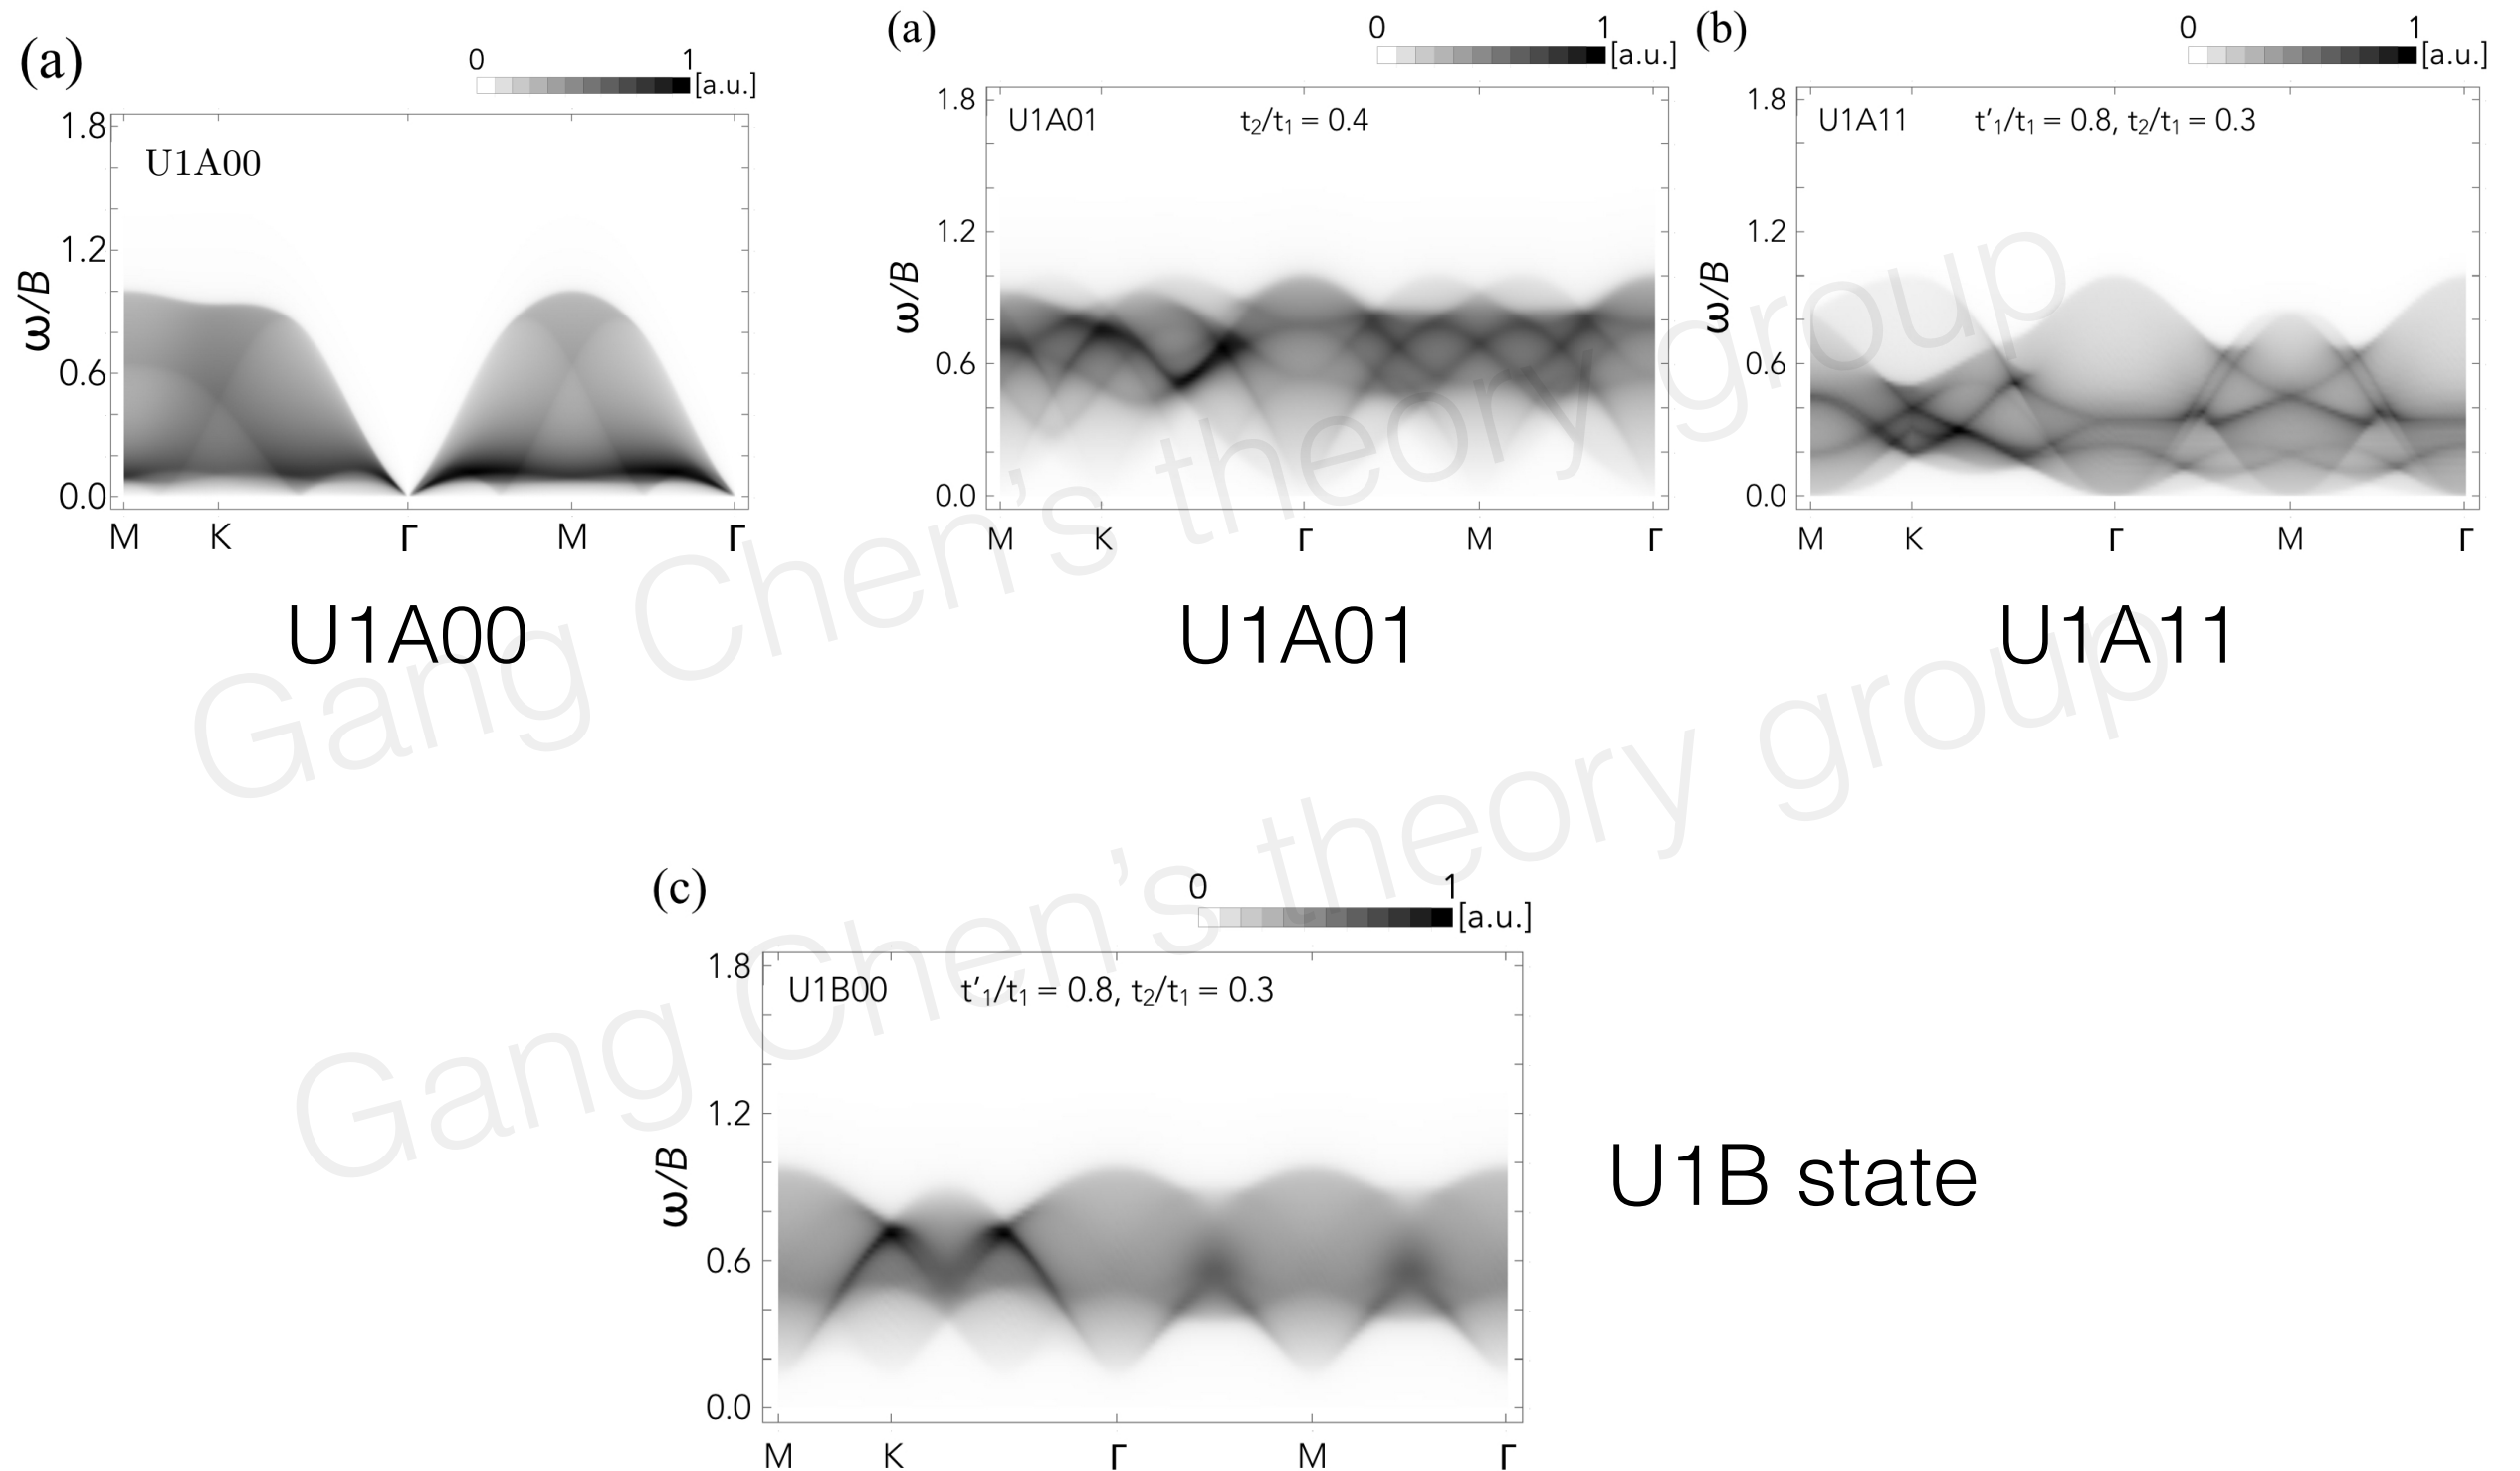 (a)
0 1
[a.u.]
U1A00
1.8
1.2
0.6
0.0
ω/B
M K Γ M Γ
U1A00
(a)
0 1
[a.u.]
U1A01 t₂/t₁ = 0.4
1.8
1.2
0.6
0.0
ω/B
M K Γ M Γ
U1A01
(b)
0 1
[a.u.]
U1A11 t′₁/t₁ = 0.8, t₂/t₁ = 0.3
1.8
1.2
0.6
0.0
ω/B
M K Γ M Γ
U1A11
Gang Chen’s theory group
(c)
0 1
[a.u.]
U1B00 t′₁/t₁ = 0.8, t₂/t₁ = 0.3
1.8
1.2
0.6
0.0
ω/B
M K Γ M Γ
U1B state
Gang Chen’s theory group